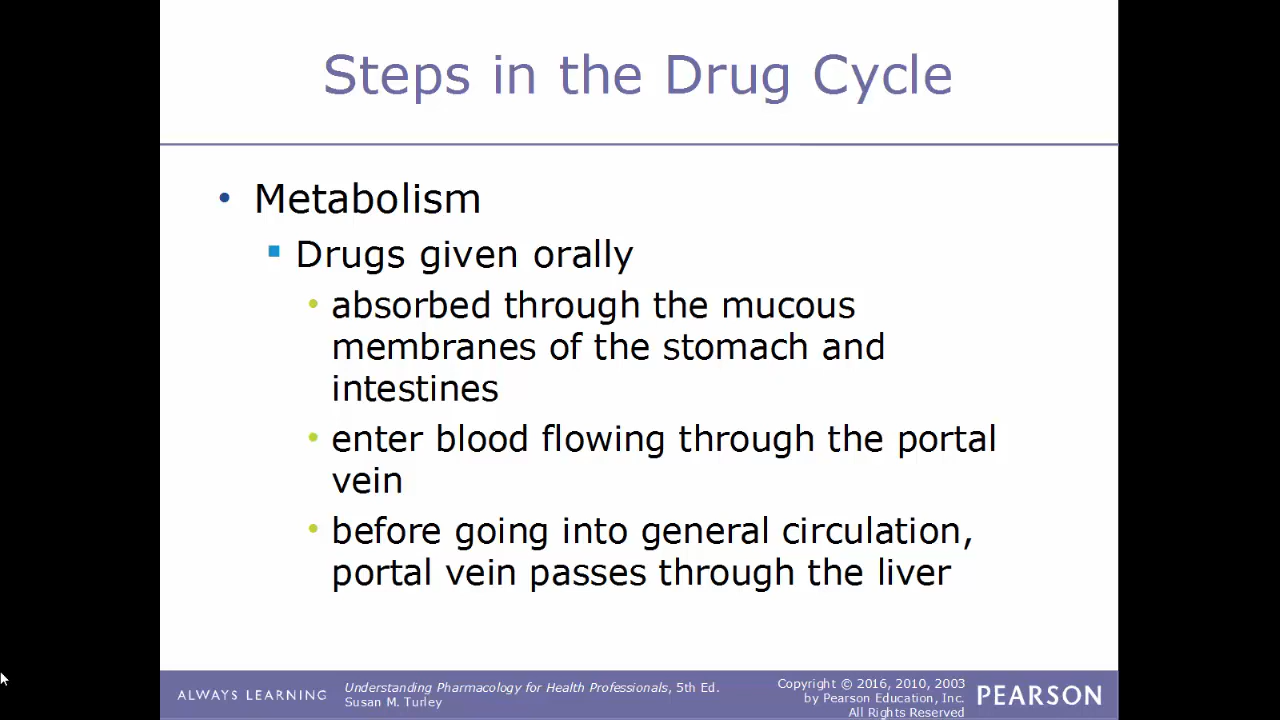 Steps in the Drug Cycle
• Metabolism
▪ Drugs given orally
• absorbed through the mucous
membranes of the stomach and
intestines
• enter blood flowing through the portal
vein
• before going into general circulation,
portal vein passes through the liver
ALWAYS LEARNING
Understanding Pharmacology for Health Professionals, 5th Ed.
Susan M. Turley
Copyright © 2016, 2010, 2003
by Pearson Education, Inc.
All Rights Reserved
PEARSON